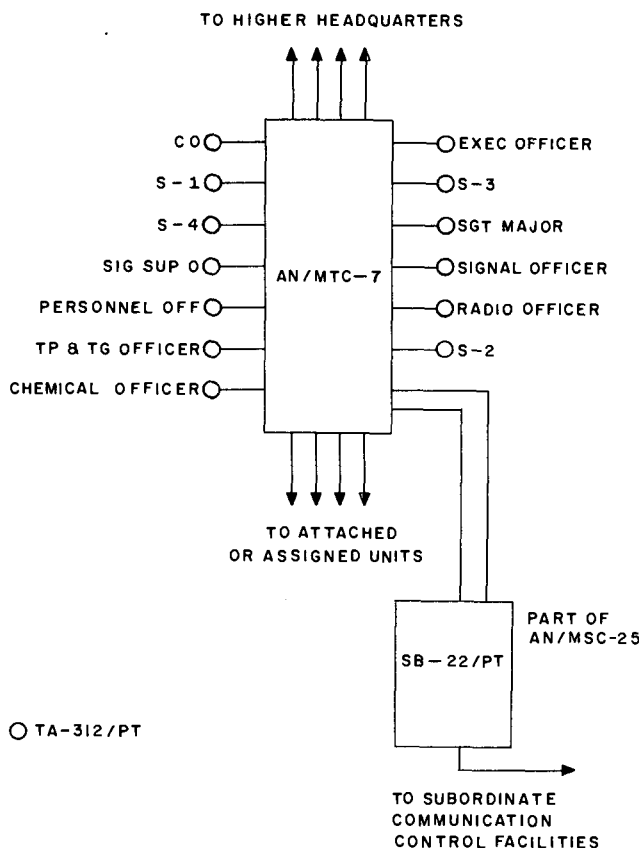 TO HIGHER HEADQUARTERS
CO
EXEC OFFICER
S-1
S-3
S-4
SGT MAJOR
SIG SUP O
AN/MTC-7
SIGNAL OFFICER
PERSONNEL OFF
RADIO OFFICER
TP & TG OFFICER
S-2
CHEMICAL OFFICER
TO ATTACHED
OR ASSIGNED UNITS
PART OF
AN/MSC-25
SB-22/PT
TA-312/PT
TO SUBORDINATE
COMMUNICATION
CONTROL FACILITIES